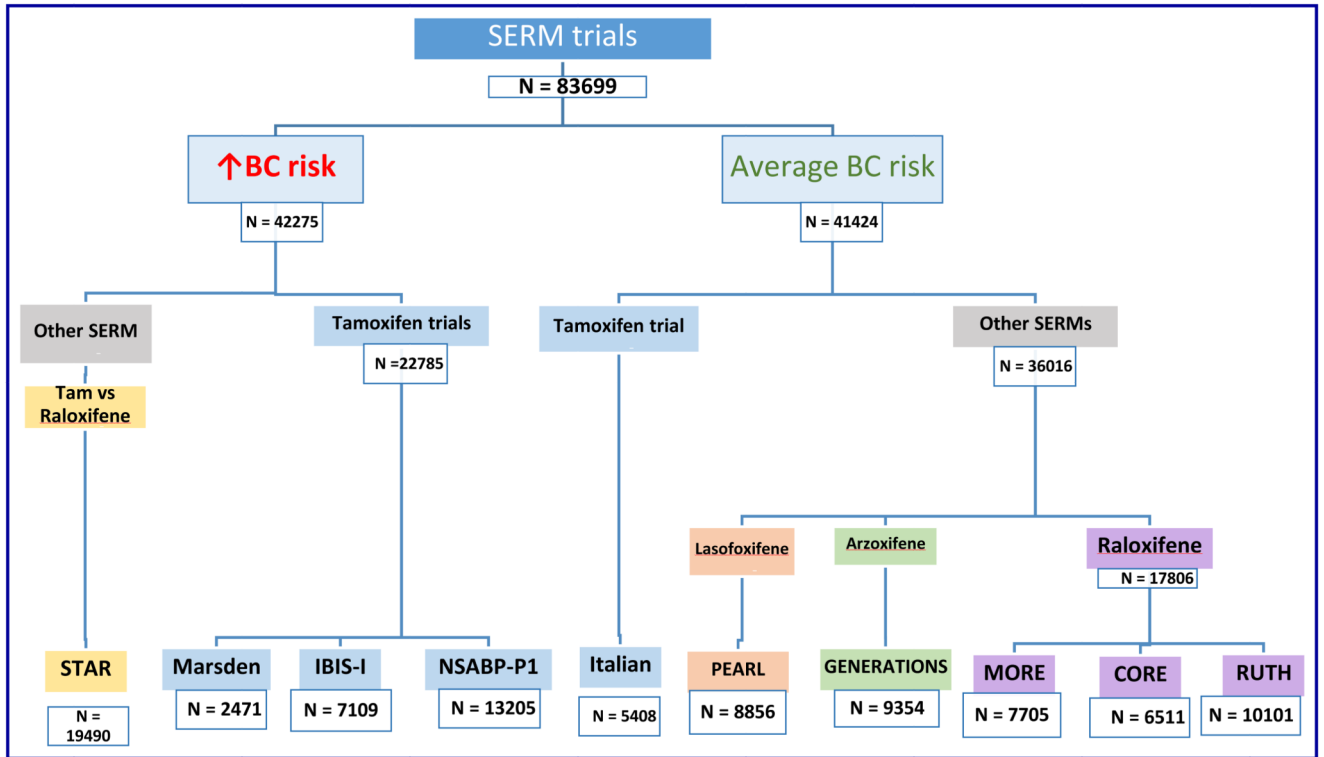 SERM trials
N = 83699
↑BC risk
N = 42275
Average BC risk
N = 41424
Other SERM
Tamoxifen trials
N =22785
Tamoxifen trial
Other SERMs
N = 36016
Tam vs
Raloxifene
Lasofoxifene
Arzoxifene
Raloxifene
N = 17806
STAR
N =
19490
Marsden
N = 2471
IBIS-I
N = 7109
NSABP-P1
N = 13205
Italian
N = 5408
PEARL
N = 8856
GENERATIONS
N = 9354
MORE
N = 7705
CORE
N = 6511
RUTH
N = 10101